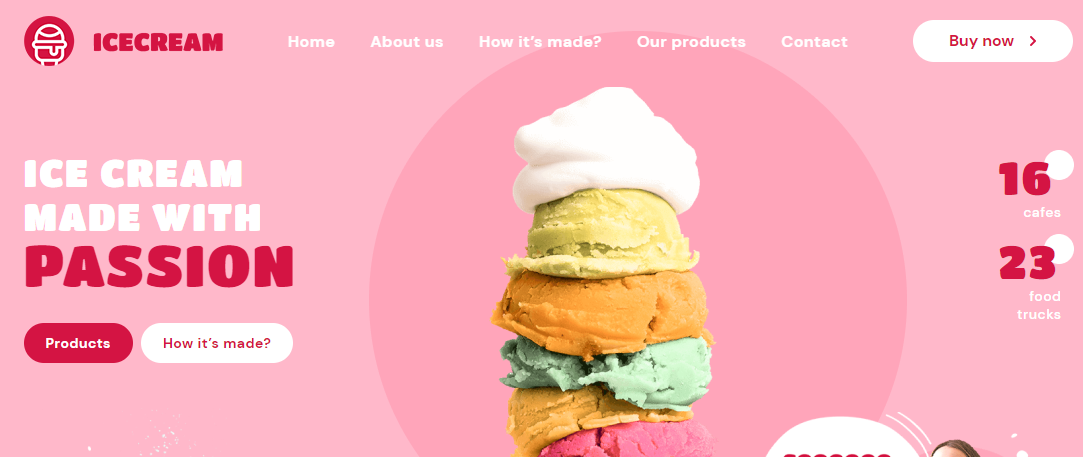 ICECREAM
Home
About us
How it’s made?
Our products
Contact
Buy now
ICE CREAM
MADE WITH
PASSION
Products
How it’s made?
16
cafes
23
food
trucks